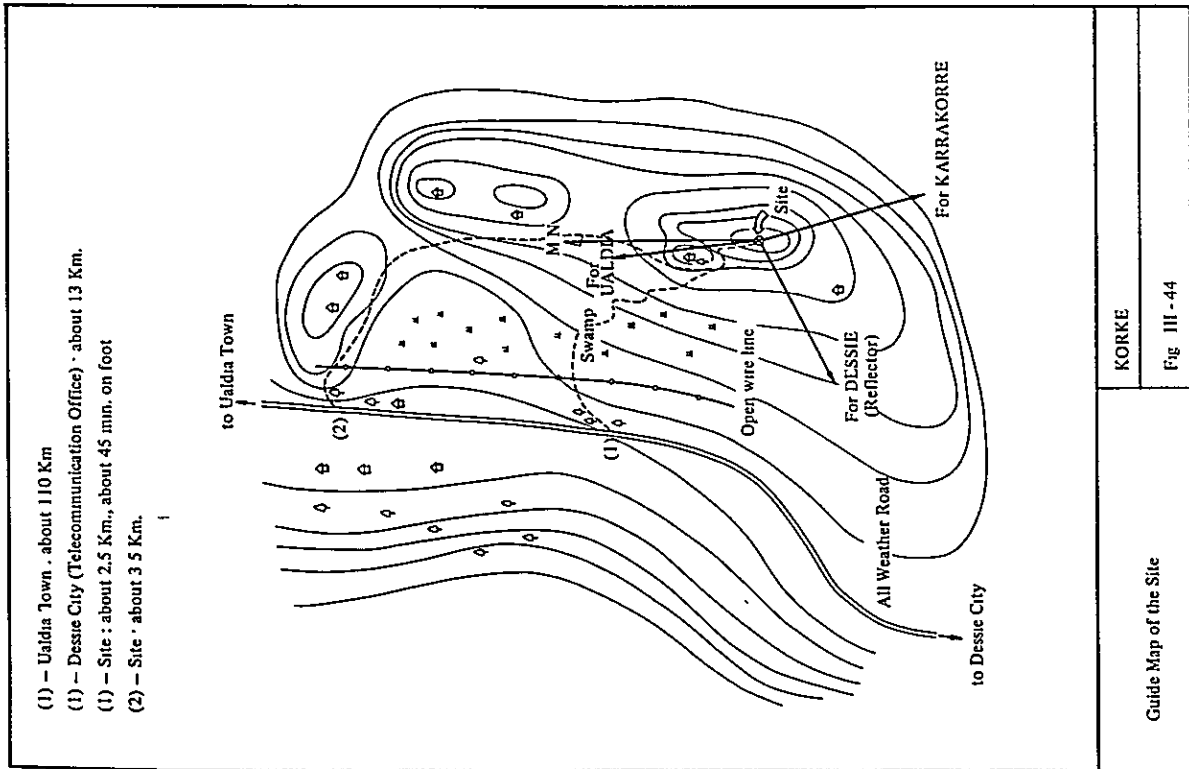 (1) – Ualdia Town . about 110 Km
(1) – Dessie City (Telecommunication Office) · about 13 Km.
(1) – Site : about 2.5 Km., about 45 min. on foot
(2) – Site · about 3 5 Km.
to Ualdia Town
(2)
(1)
Swamp
For
UALDIA
M N
Site
Open wire line
For DESSIE
(Reflector)
For KARRAKORRE
All Weather Road
to Dessie City
Guide Map of the Site
KORKE
Fig III - 44